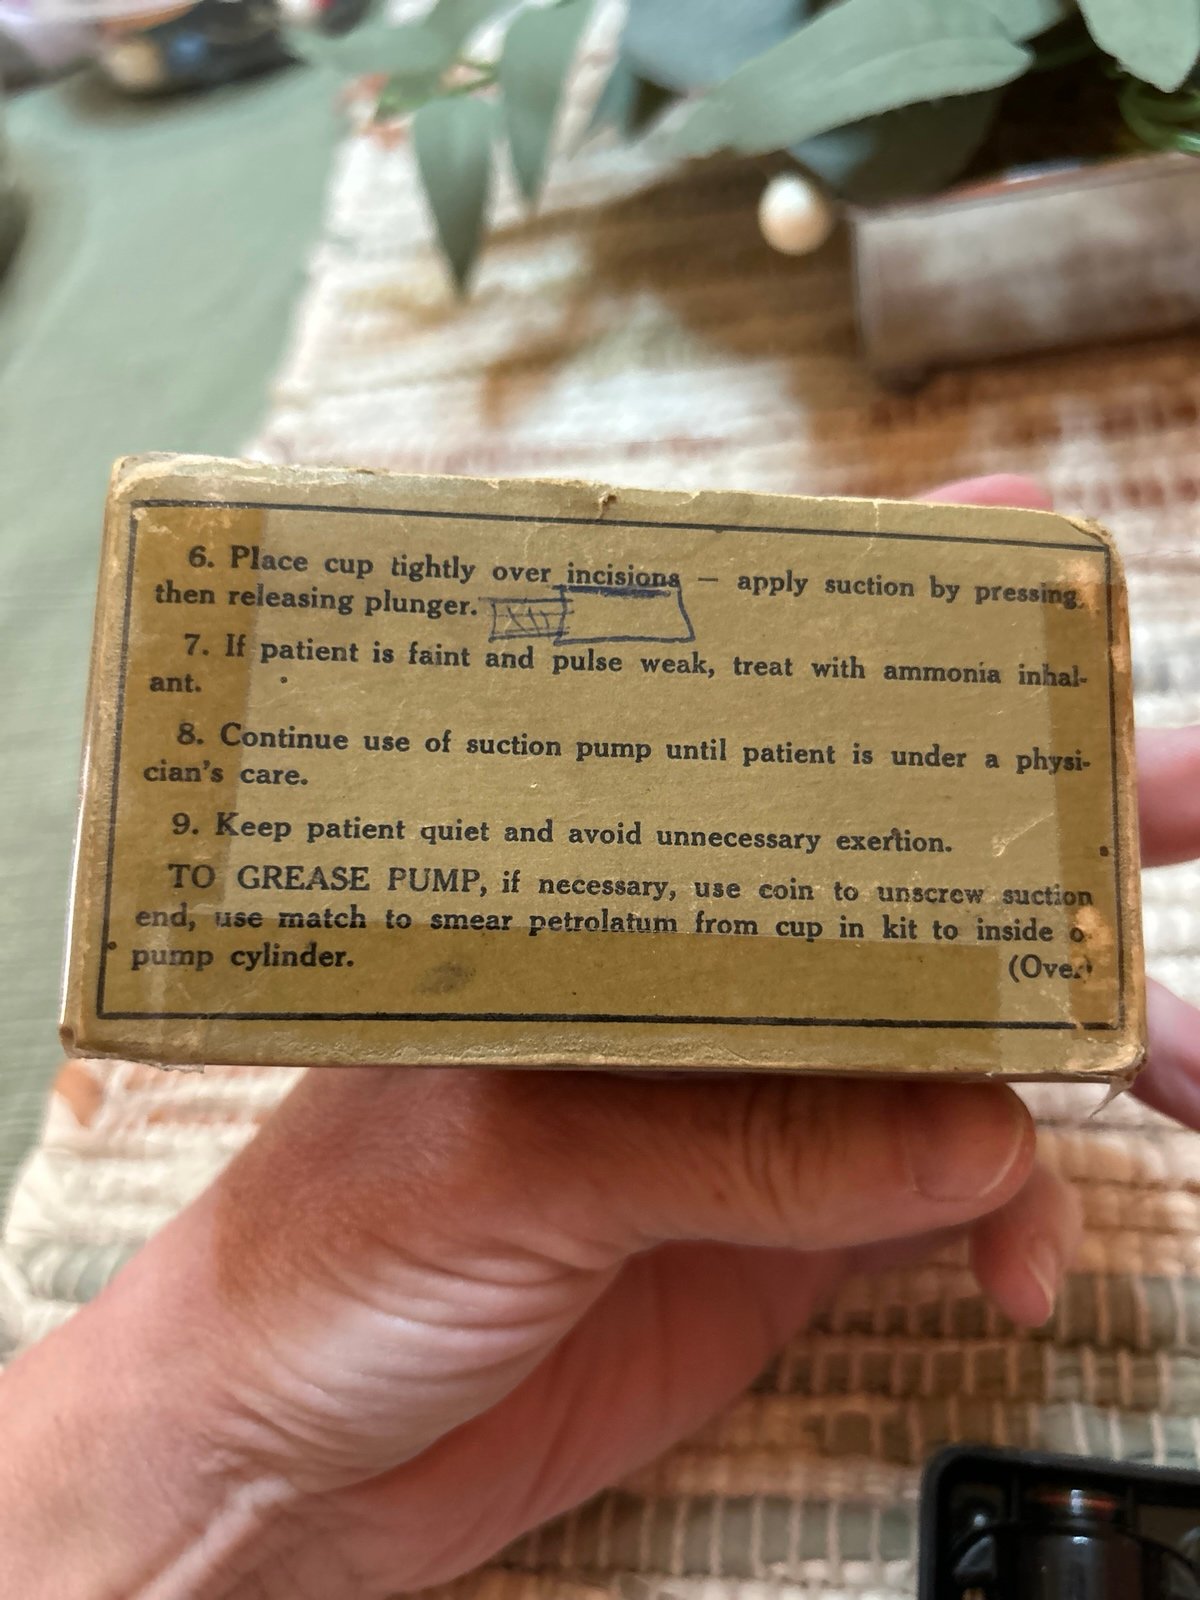 6. Place cup tightly over incisions — apply suction by pressing,
then releasing plunger.
7. If patient is faint and pulse weak, treat with ammonia inhal-
ant.
8. Continue use of suction pump until patient is under a physi-
cian's care.
9. Keep patient quiet and avoid unnecessary exertion.
TO GREASE PUMP, if necessary, use coin to unscrew suction
end, use match to smear petrolatum from cup in kit to inside o
pump cylinder. (Over)